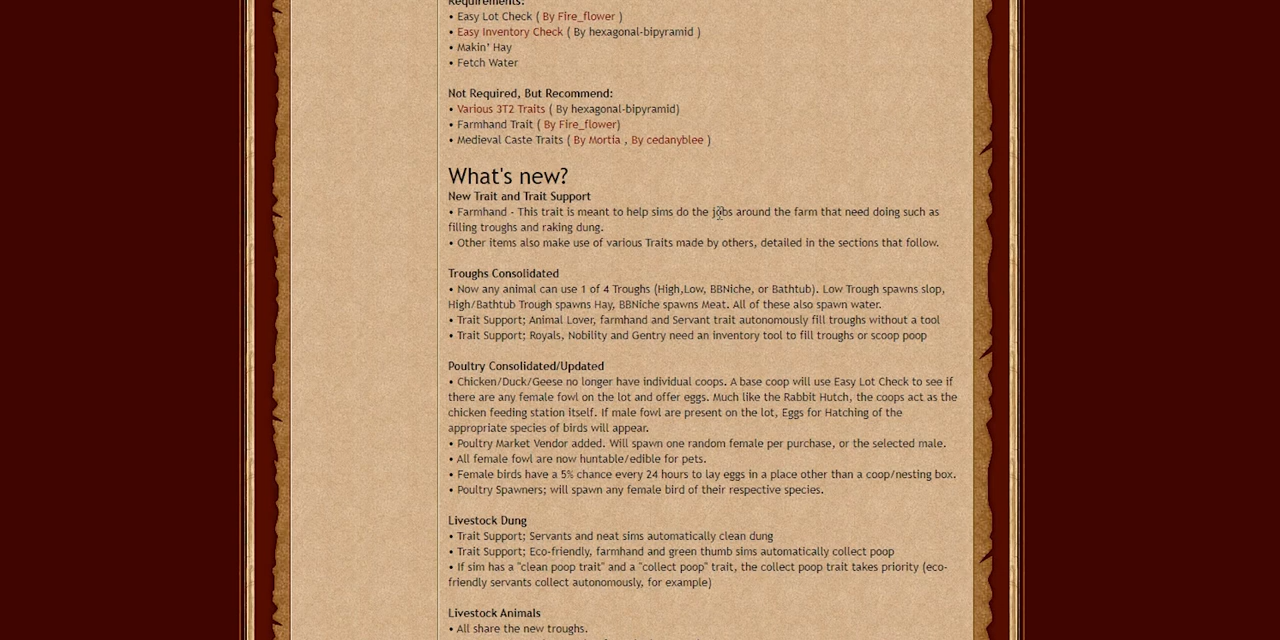 Requirements:
• Easy Lot Check ( By Fire_flower )
• Easy Inventory Check ( By hexagonal-bipyramid )
• Makin' Hay
• Fetch Water
Not Required, But Recommend:
• Various 3T2 Traits ( By hexagonal-bipyramid)
• Farmhand Trait ( By Fire_flower)
• Medieval Caste Traits ( By Mortia , By cedanyblee )
What's new?
New Trait and Trait Support
• Farmhand - This trait is meant to help sims do the jobs around the farm that need doing such as
filling troughs and raking dung.
• Other items also make use of various Traits made by others, detailed in the sections that follow.
Troughs Consolidated
• Now any animal can use 1 of 4 Troughs (High,Low, BBNiche, or Bathtub). Low Trough spawns slop,
High/Bathtub Trough spawns Hay, BBNiche spawns Meat. All of these also spawn water.
• Trait Support; Animal Lover, farmhand and Servant trait autonomously fill troughs without a tool
• Trait Support; Royals, Nobility and Gentry need an inventory tool to fill troughs or scoop poop
Poultry Consolidated/Updated
• Chicken/Duck/Geese no longer have individual coops. A base coop will use Easy Lot Check to see if
there are any female fowl on the lot and offer eggs. Much like the Rabbit Hutch, the coops act as the
chicken feeding station itself. If male fowl are present on the lot, Eggs for Hatching of the
appropriate species of birds will appear.
• Poultry Market Vendor added. Will spawn one random female per purchase, or the selected male.
• All female fowl are now huntable/edible for pets.
• Female birds have a 5% chance every 24 hours to lay eggs in a place other than a coop/nesting box.
• Poultry Spawners; will spawn any female bird of their respective species.
Livestock Dung
• Trait Support; Servants and neat sims automatically clean dung
• Trait Support; Eco-friendly, farmhand and green thumb sims automatically collect poop
• If sim has a "clean poop trait" and a "collect poop" trait, the collect poop trait takes priority (eco-
friendly servants collect autonomously, for example)
Livestock Animals
• All share the new troughs.